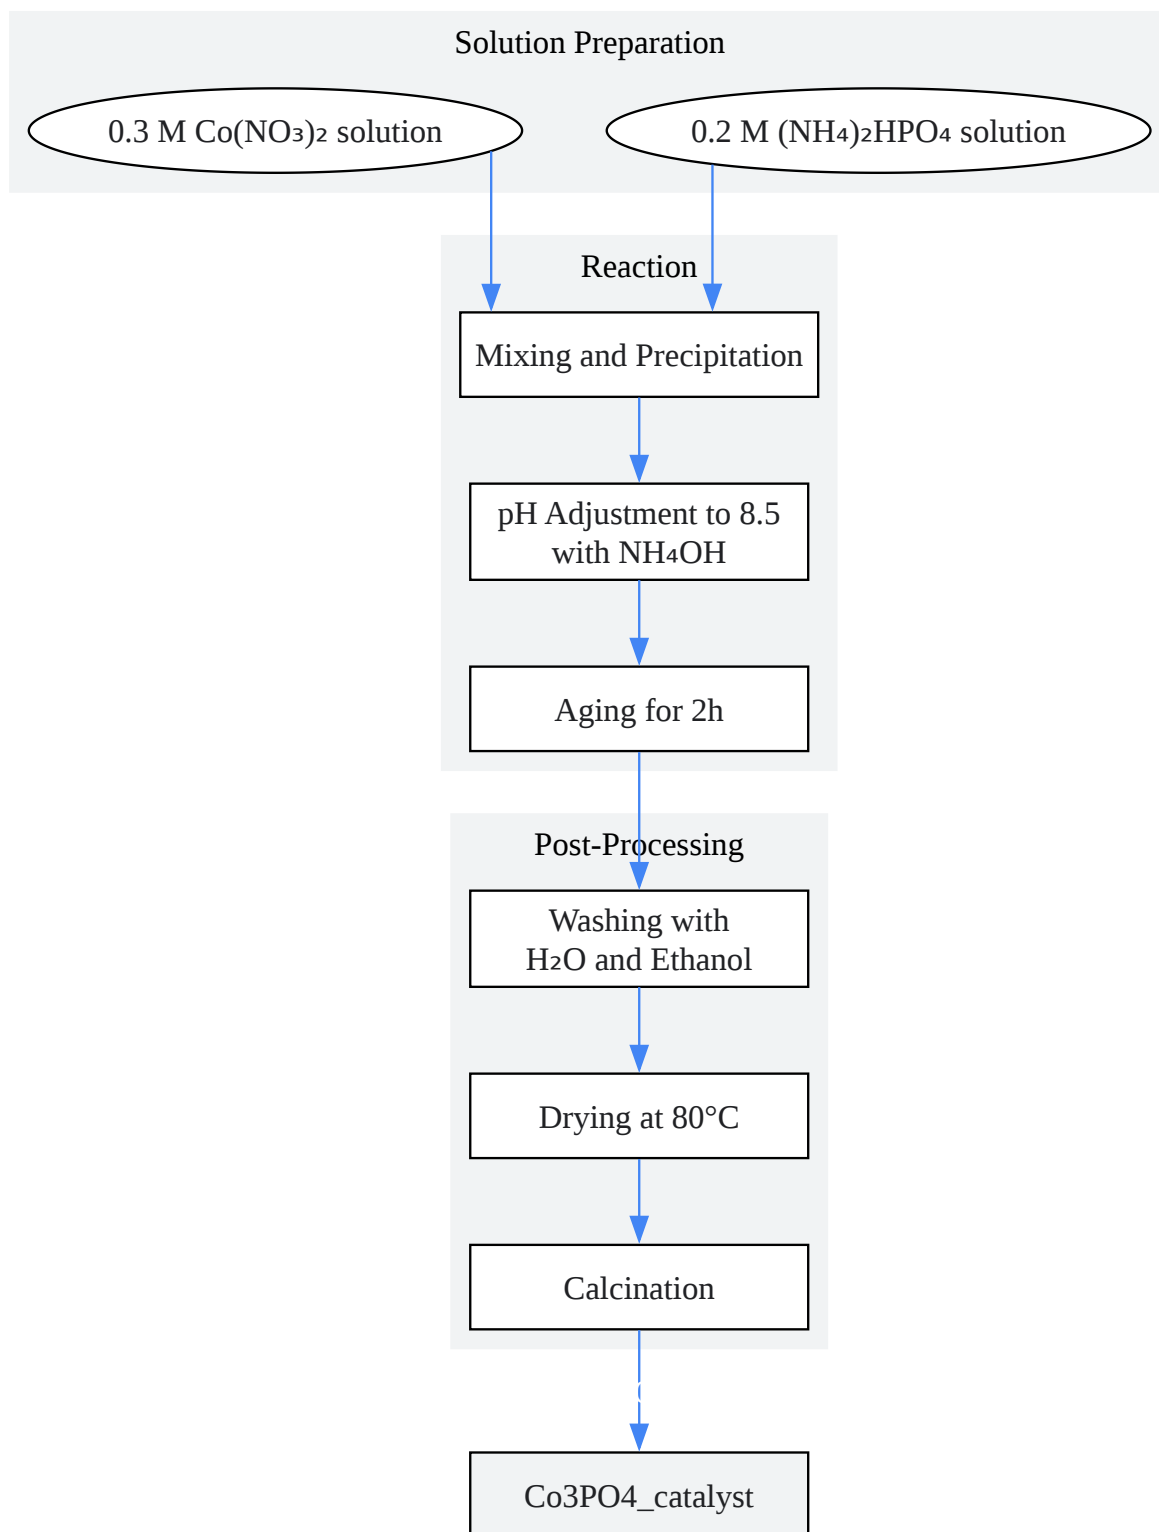 Solution Preparation
0.3 M Co(NO₃)₂ solution
0.2 M (NH₄)₂HPO₄ solution
Reaction
Mixing and Precipitation
pH Adjustment to 8.5
with NH₄OH
Aging for 2h
Post-Processing
Washing with
H₂O and Ethanol
Drying at 80°C
Calcination
Co3PO4_catalyst